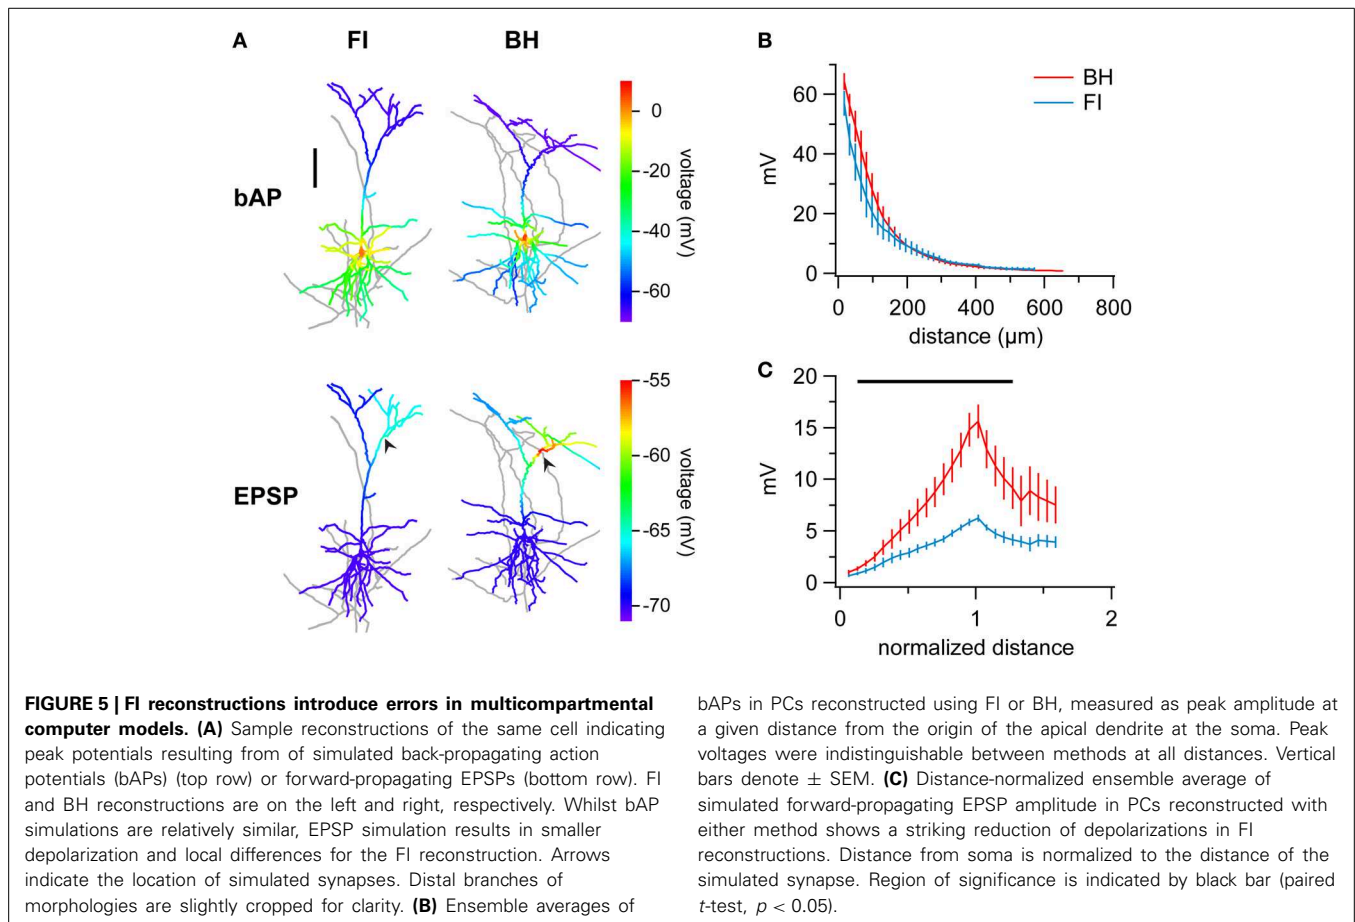 A
FI
BH
bAP
0
-20
-40
-60
voltage (mV)
EPSP
-55
-60
-65
-70
voltage (mV)
B
BH
FI
60
40
20
0
mV
0 200 400 600 800
distance (µm)
C
20
15
10
5
0
mV
0 1 2
normalized distance
FIGURE 5 | FI reconstructions introduce errors in multicompartmental
computer models. (A) Sample reconstructions of the same cell indicating
peak potentials resulting from of simulated back-propagating action
potentials (bAPs) (top row) or forward-propagating EPSPs (bottom row). FI
and BH reconstructions are on the left and right, respectively. Whilst bAP
simulations are relatively similar, EPSP simulation results in smaller
depolarization and local differences for the FI reconstruction. Arrows
indicate the location of simulated synapses. Distal branches of
morphologies are slightly cropped for clarity. (B) Ensemble averages of
bAPs in PCs reconstructed using FI or BH, measured as peak amplitude at
a given distance from the origin of the apical dendrite at the soma. Peak
voltages were indistinguishable between methods at all distances. Vertical
bars denote ± SEM. (C) Distance-normalized ensemble average of
simulated forward-propagating EPSP amplitude in PCs reconstructed with
either method shows a striking reduction of depolarizations in FI
reconstructions. Distance from soma is normalized to the distance of the
simulated synapse. Region of significance is indicated by black bar (paired
t-test, p < 0.05).